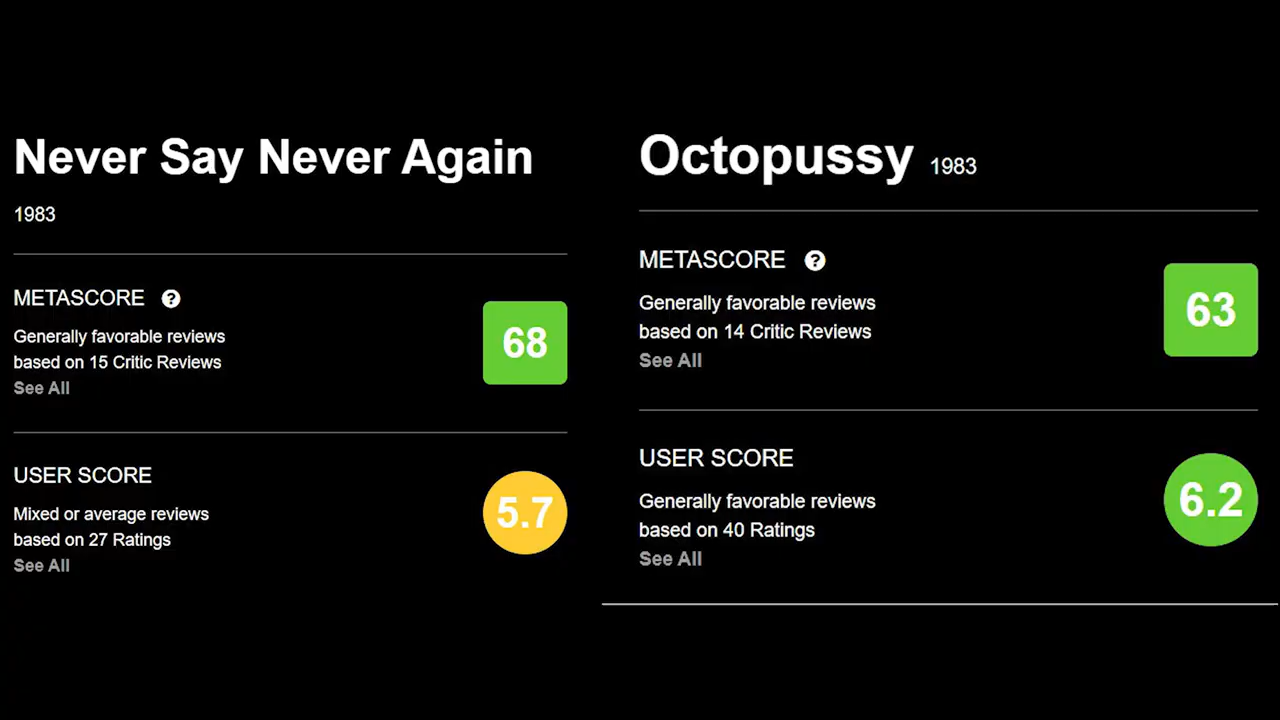 Never Say Never Again
1983
METASCORE ?
Generally favorable reviews
based on 15 Critic Reviews
See All
68
USER SCORE
Mixed or average reviews
based on 27 Ratings
See All
5.7
Octopussy 1983
METASCORE ?
Generally favorable reviews
based on 14 Critic Reviews
See All
63
USER SCORE
Generally favorable reviews
based on 40 Ratings
See All
6.2